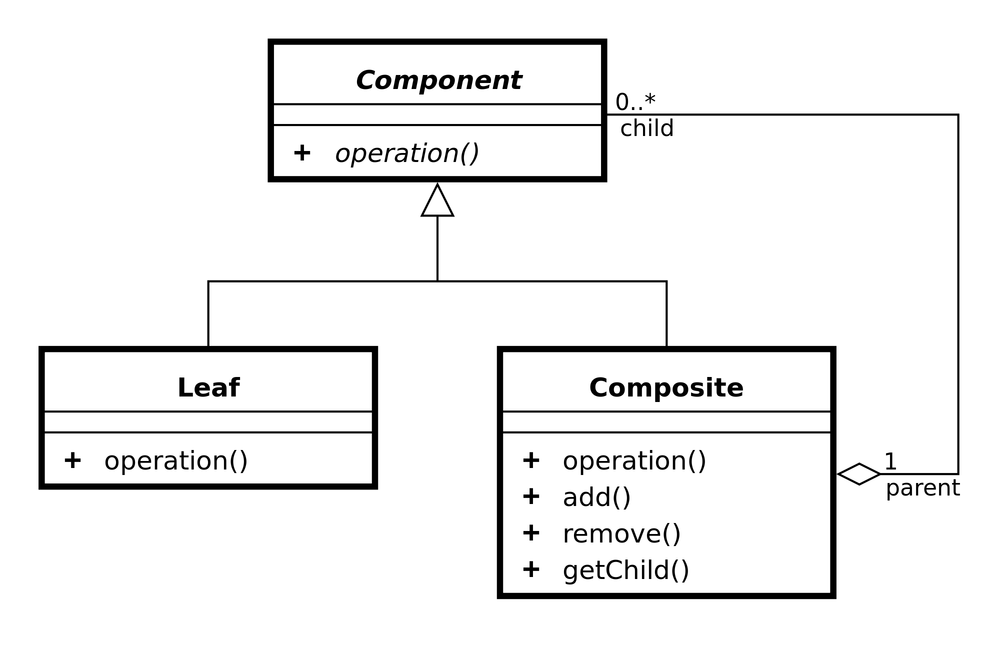 Component
0..*
child
+ operation()
Leaf
+ operation()
Composite
+ operation()
+ add()
+ remove()
+ getChild()
1
parent